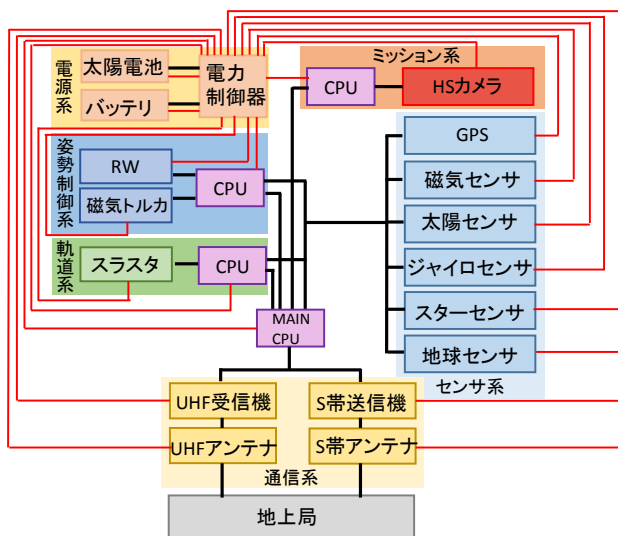 電源系
太陽電池
バッテリ
電力
制御器
ミッション系
CPU
HSカメラ
姿勢制御系
RW
磁気トルカ
CPU
軌道系
スラスタ
CPU
MAIN
CPU
GPS
磁気センサ
太陽センサ
ジャイロセンサ
スターセンサ
地球センサ
センサ系
UHF受信機
S帯送信機
UHFアンテナ
S帯アンテナ
通信系
地上局